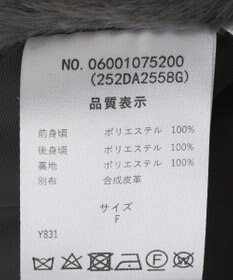 NO. 06001075200
(252DA2558G)
品質表示
前身頃 ポリエステル 100%
後身頃 ポリエステル 100%
裏地 ポリエステル 100%
別布 合成皮革
サイズ
F
Y831